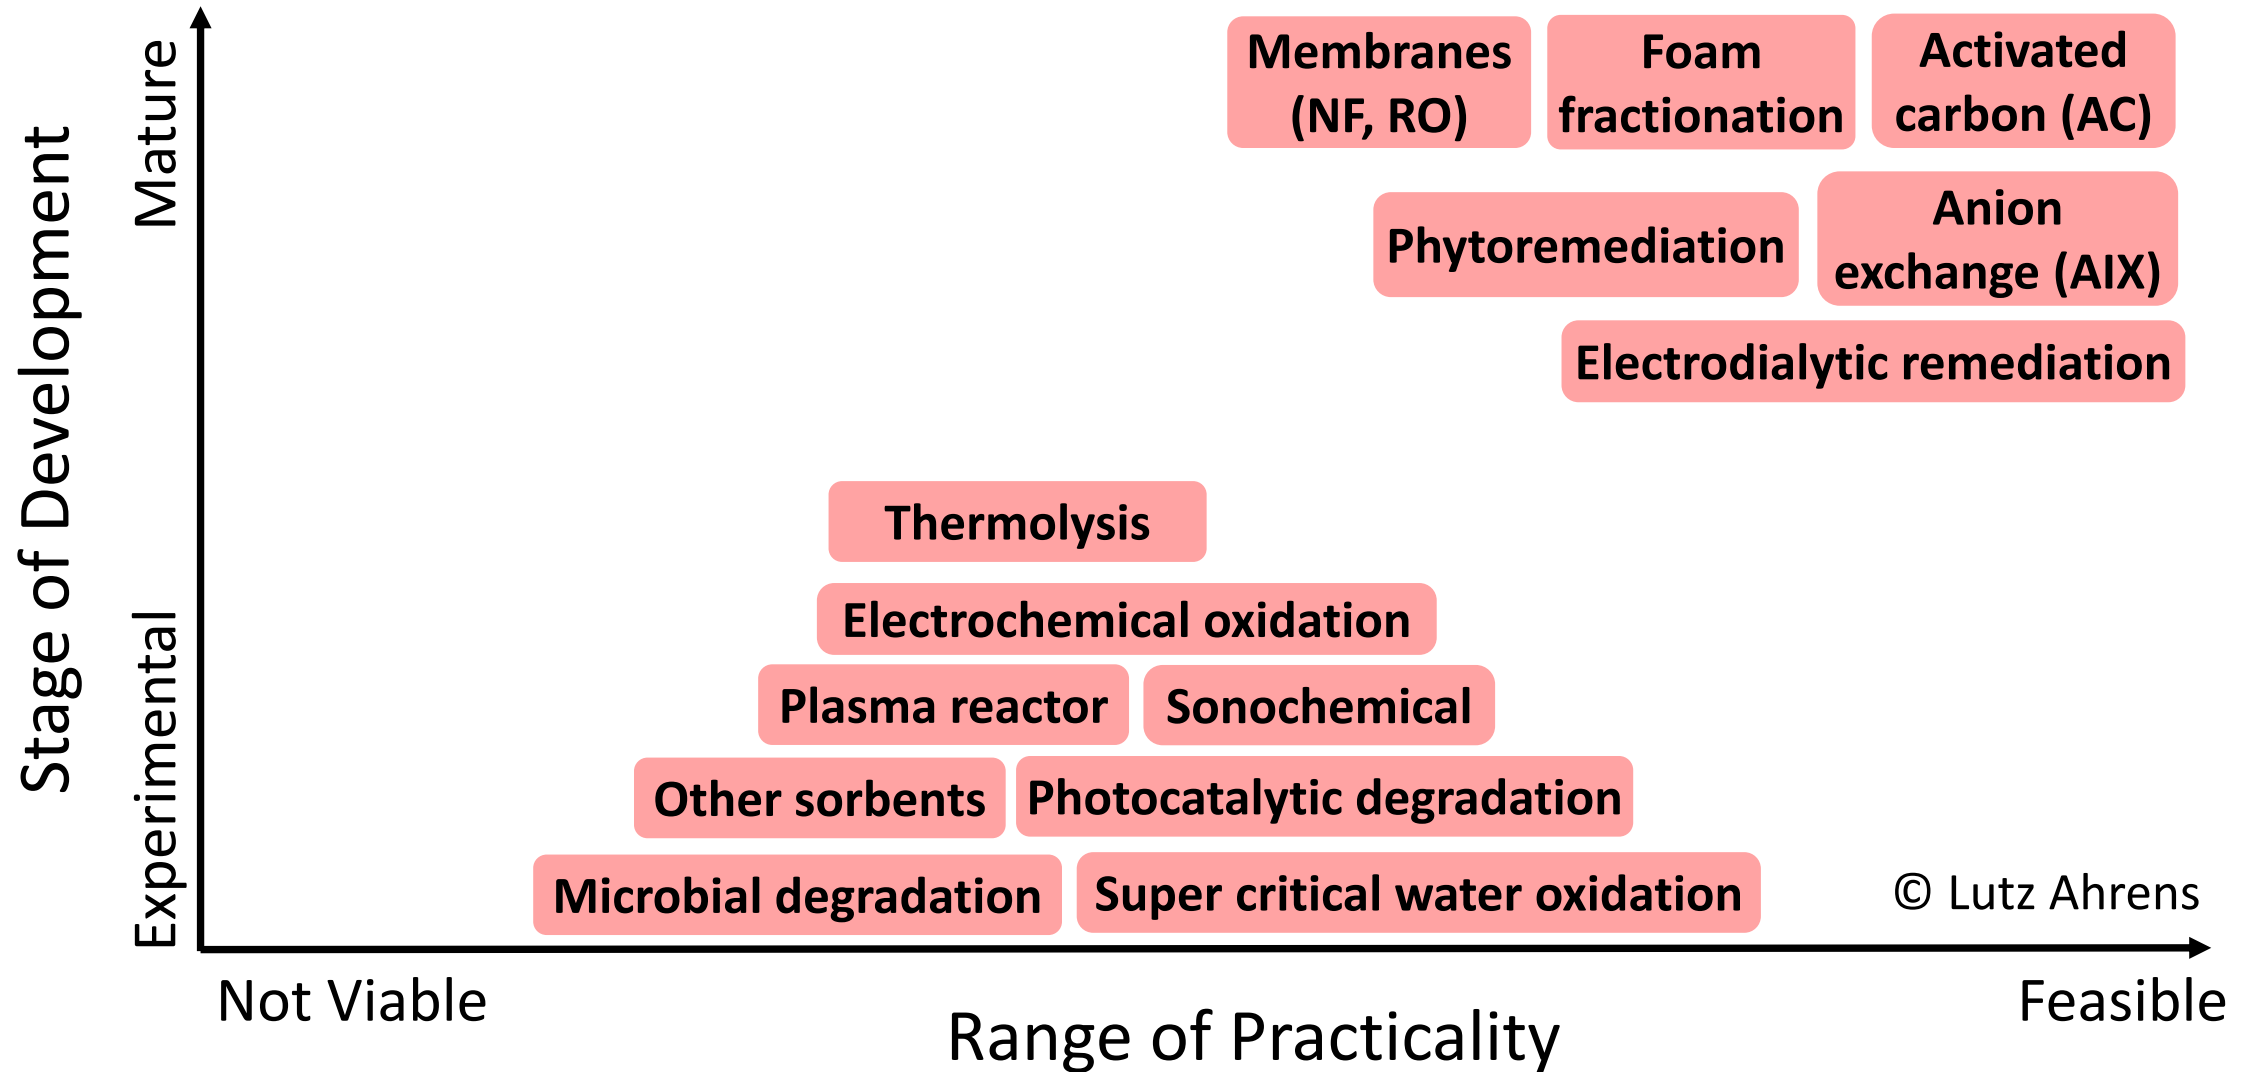 Stage of Development
Mature
Experimental
Membranes
(NF, RO)
Foam
fractionation
Activated
carbon (AC)
Phytoremediation
Anion
exchange (AIX)
Electrodialytic remediation
Thermolysis
Electrochemical oxidation
Plasma reactor
Sonochemical
Other sorbents
Photocatalytic degradation
Microbial degradation
Super critical water oxidation
© Lutz Ahrens
Not Viable
Feasible
Range of Practicality